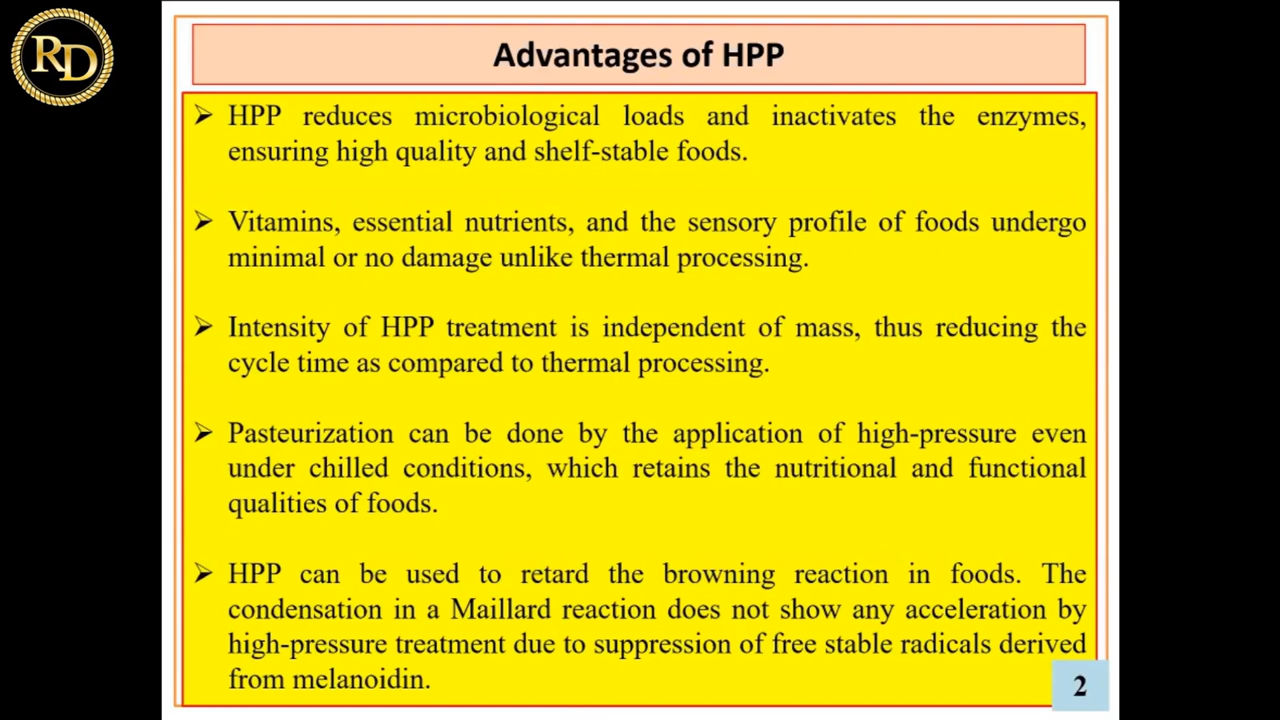 RD
Advantages of HPP
➢ HPP reduces microbiological loads and inactivates the enzymes,
ensuring high quality and shelf-stable foods.
➢ Vitamins, essential nutrients, and the sensory profile of foods undergo
minimal or no damage unlike thermal processing.
➢ Intensity of HPP treatment is independent of mass, thus reducing the
cycle time as compared to thermal processing.
➢ Pasteurization can be done by the application of high-pressure even
under chilled conditions, which retains the nutritional and functional
qualities of foods.
➢ HPP can be used to retard the browning reaction in foods. The
condensation in a Maillard reaction does not show any acceleration by
high-pressure treatment due to suppression of free stable radicals derived
from melanoidin.
2